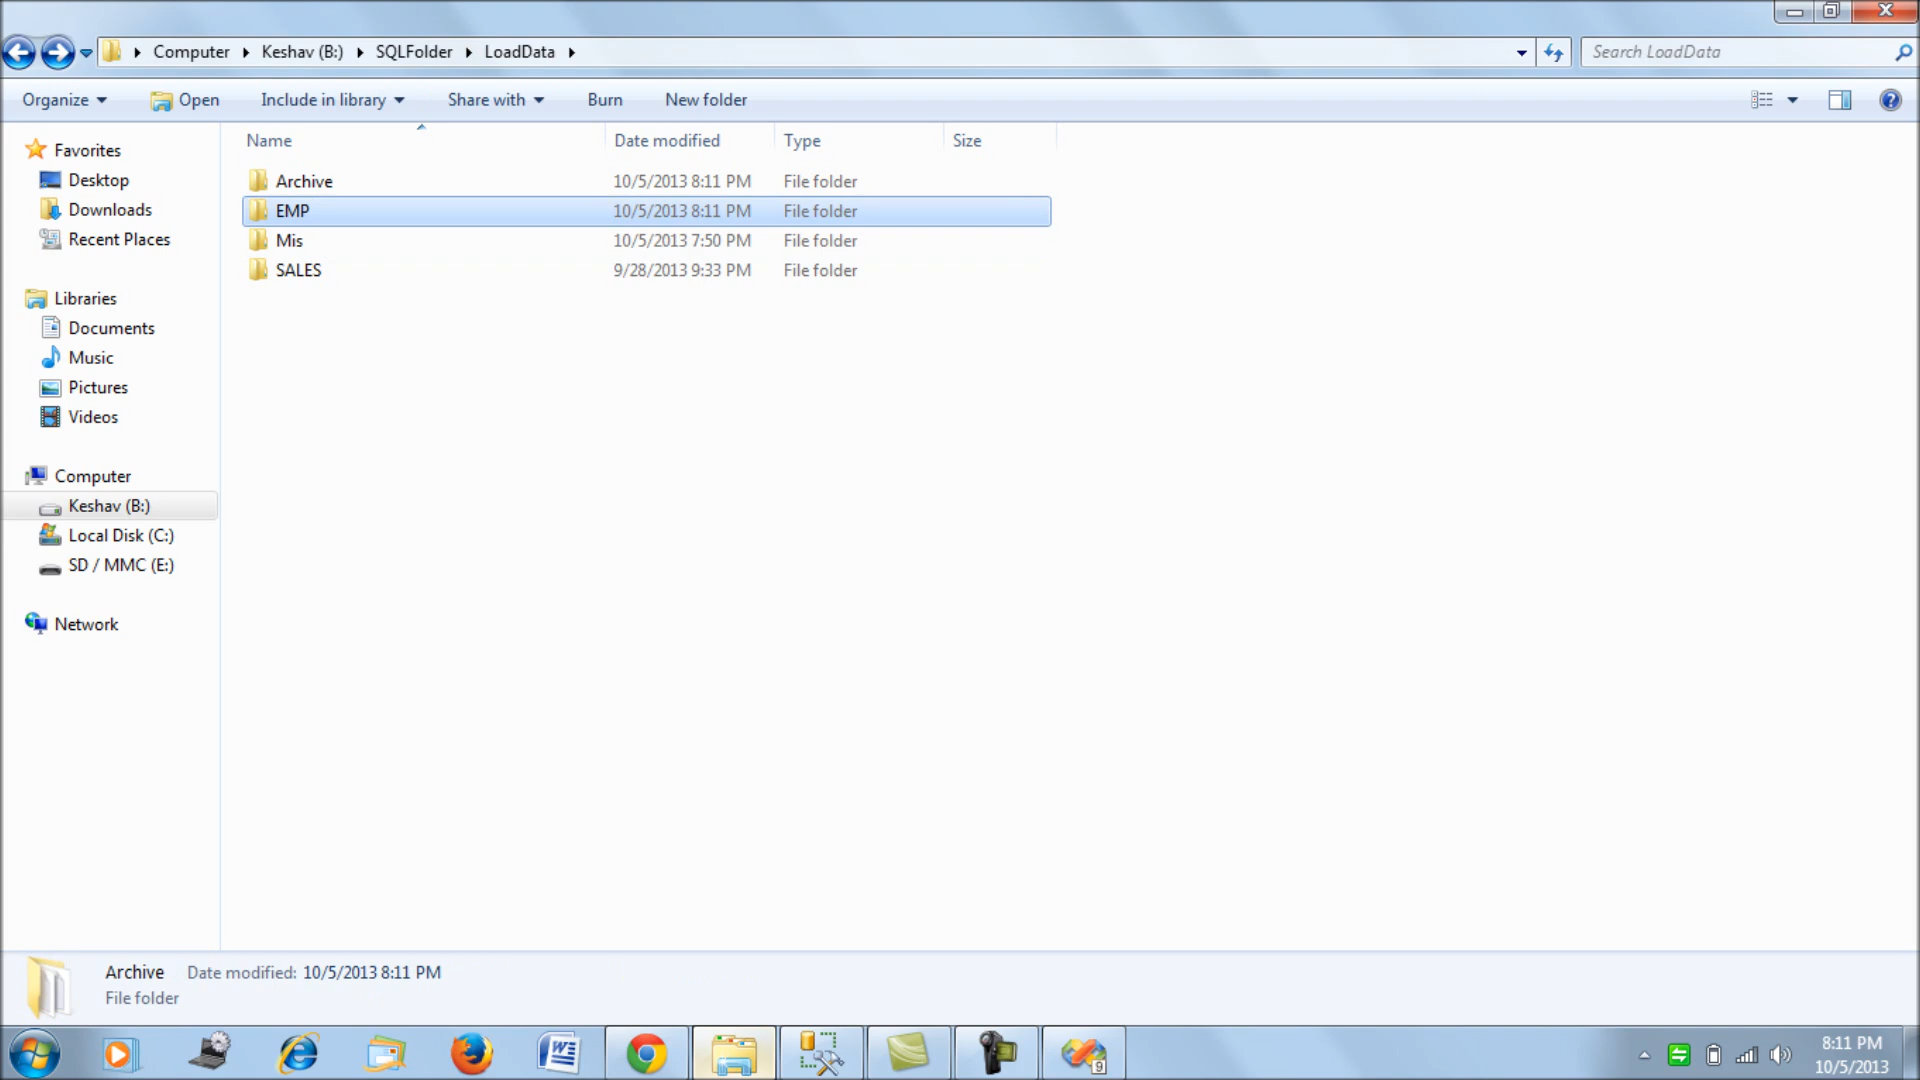 Computer Keshav (B:) SQLFolder LoadData
Search LoadData
Organize Open Include in library Share with Burn New folder
Name Date modified Type Size
Archive 10/5/2013 8:11 PM File folder
EMP 10/5/2013 8:11 PM File folder
Mis 10/5/2013 7:50 PM File folder
SALES 9/28/2013 9:33 PM File folder
Favorites
Desktop
Downloads
Recent Places
Libraries
Documents
Music
Pictures
Videos
Computer
Keshav (B:)
Local Disk (C:)
SD / MMC (E:)
Network
Archive Date modified: 10/5/2013 8:11 PM
File folder
W
9
8:11 PM
10/5/2013